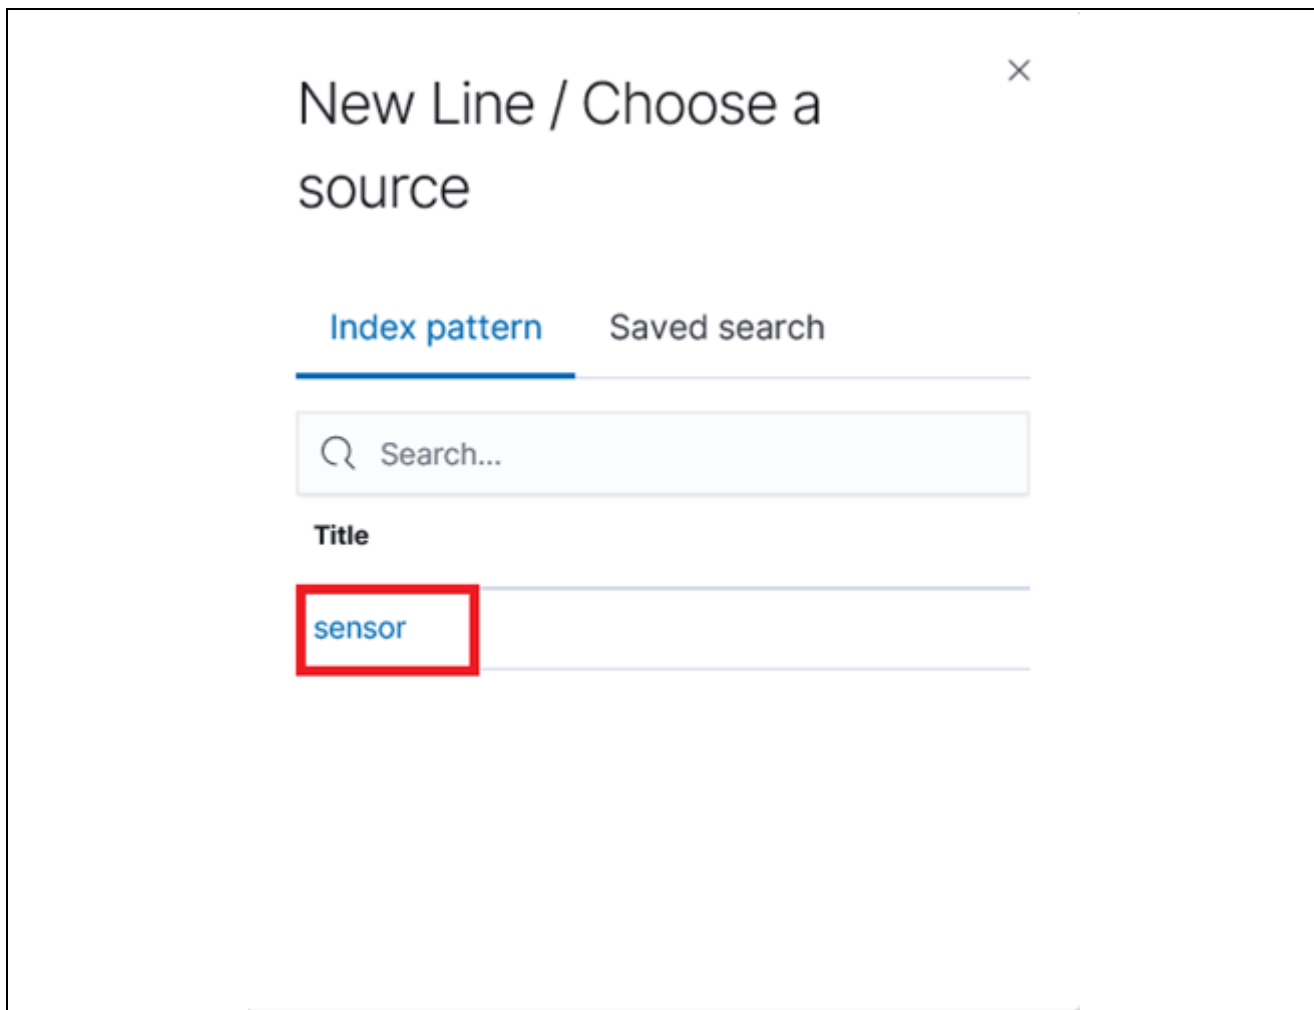 New Line / Choose a
source
Index pattern Saved search
Search...
Title
sensor